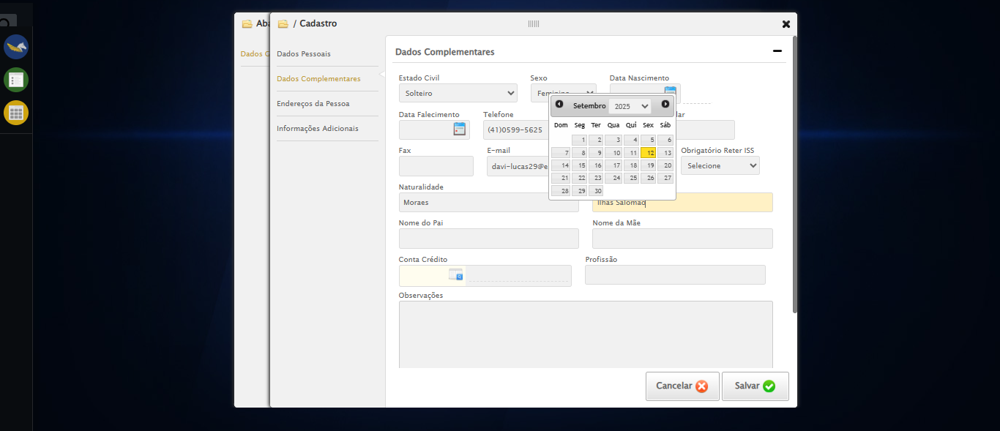 Aba
/ Cadastro
Dados C
Dados Pessoais
Dados Complementares
Endereços da Pessoa
Informações Adicionais
Dados Complementares
Estado Civil Sexo Data Nascimento
Solteiro Feminino
Setembro 2025
Dom Seg Ter Qua Qui Sex Sáb
1 2 3 4 5 6
7 8 9 10 11 12 13
14 15 16 17 18 19 20
21 22 23 24 25 26 27
28 29 30
Data Falecimento Telefone lar
(41)0599-5625
Fax E-mail Obrigatório Reter ISS
davi-lucas29@e Selecione
Naturalidade
Moraes Ilhas Salomão
Nome do Pai Nome da Mãe
Conta Crédito Profissão
Observações
Cancelar Salvar